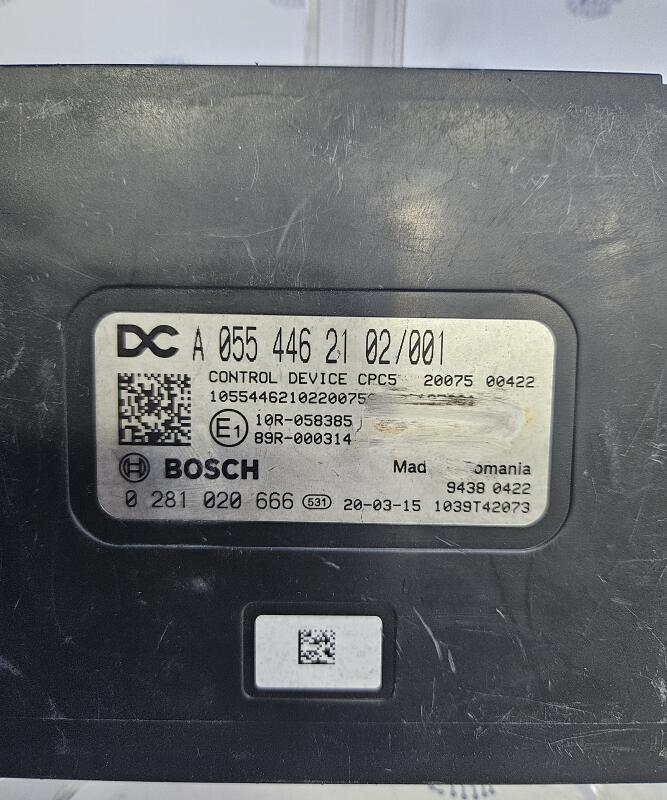 DC A 055 446 21 02/001
CONTROL DEVICE CPC5 20075 00422
10554462102200750
E1 10R-058385
89R-000314
BOSCH Mad omania
9438 0422
0 281 020 666 531 20-03-15 1039T42073